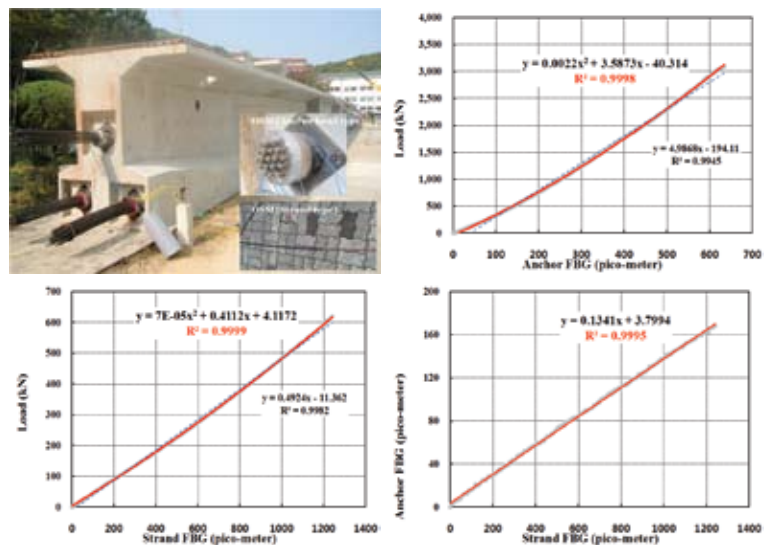 4,000
3,500
3,000
2,500
2,000
1,500
1,000
500
0
Load (kN)
y = 0.0022x² + 3.5873x - 40.314
R² = 0.9998
y = 4.9868x - 194.11
R² = 0.9945
0 100 200 300 400 500 600 700
Anchor FBG (pico-meter)
700
600
500
400
300
200
100
0
Load (kN)
y = 7E-05x² + 0.4112x + 4.1172
R² = 0.9999
y = 0.4924x - 11.362
R² = 0.9982
0 200 400 600 800 1000 1200 1400
Strand FBG (pico-meter)
200
160
120
80
40
0
Anchor FBG (pico-meter)
y = 0.1341x + 3.7994
R² = 0.9995
0 200 400 600 800 1000 1200 1400
Strand FBG (pico-meter)